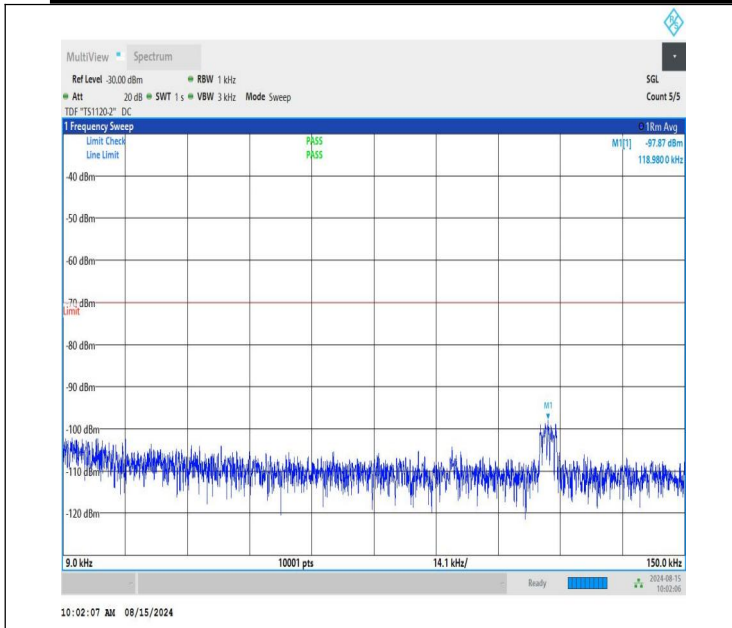 MultiView Spectrum
Ref Level -30.00 dBm RBW 1 kHz SGL
Att 20 dB SWT 1 s VBW 3 kHz Mode Sweep Count 5/5
TDF "TS1120-2" DC
1 Frequency Sweep 1Rm Avg
Limit Check PASS M1[1] -97.87 dBm
Line Limit PASS 118.980 0 kHz
-40 dBm
-50 dBm
-60 dBm
-70 dBm
Limit
-80 dBm
-90 dBm
M1
-100 dBm
-110 dBm
-120 dBm
9.0 kHz 10001 pts 14.1 kHz/ 150.0 kHz
Ready 2024-08-15
10:02:06
10:02:07 AM 08/15/2024